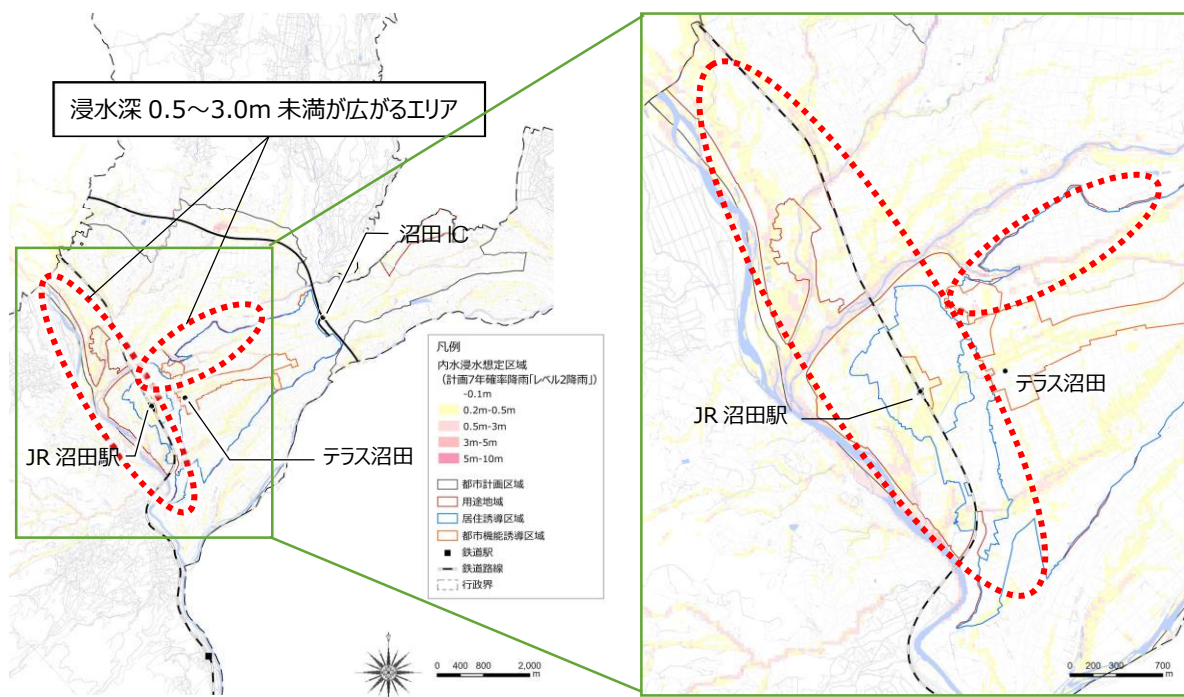 浸水深 0.5～3.0m 未満が広がるエリア
沼田 IC
JR 沼田駅
テラス沼田
凡例
内水浸水想定区域
（計画7年確率降雨「レベル2降雨」）
-0.1m
0.2m-0.5m
0.5m-3m
3m-5m
5m-10m
都市計画区域
用途地域
居住誘導区域
都市機能誘導区域
鉄道駅
鉄道路線
行政界
0 400 800 2,000
m
JR 沼田駅
テラス沼田
0 200 300 700
m